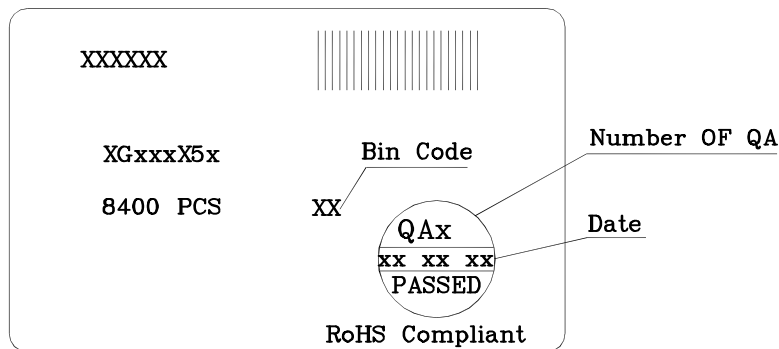 XXXXXX
XGxxxX5x
Bin Code
Number OF QA
8400 PCS
XX
QAx
Date
xx xx xx
PASSED
RoHS Compliant